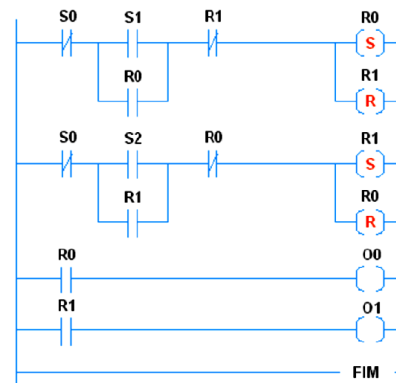 S0 S1 R1 R0
S
R0 R1
R
S0 S2 R0 R1
S
R1 R0
R
R0 O0
R1 O1
FIM